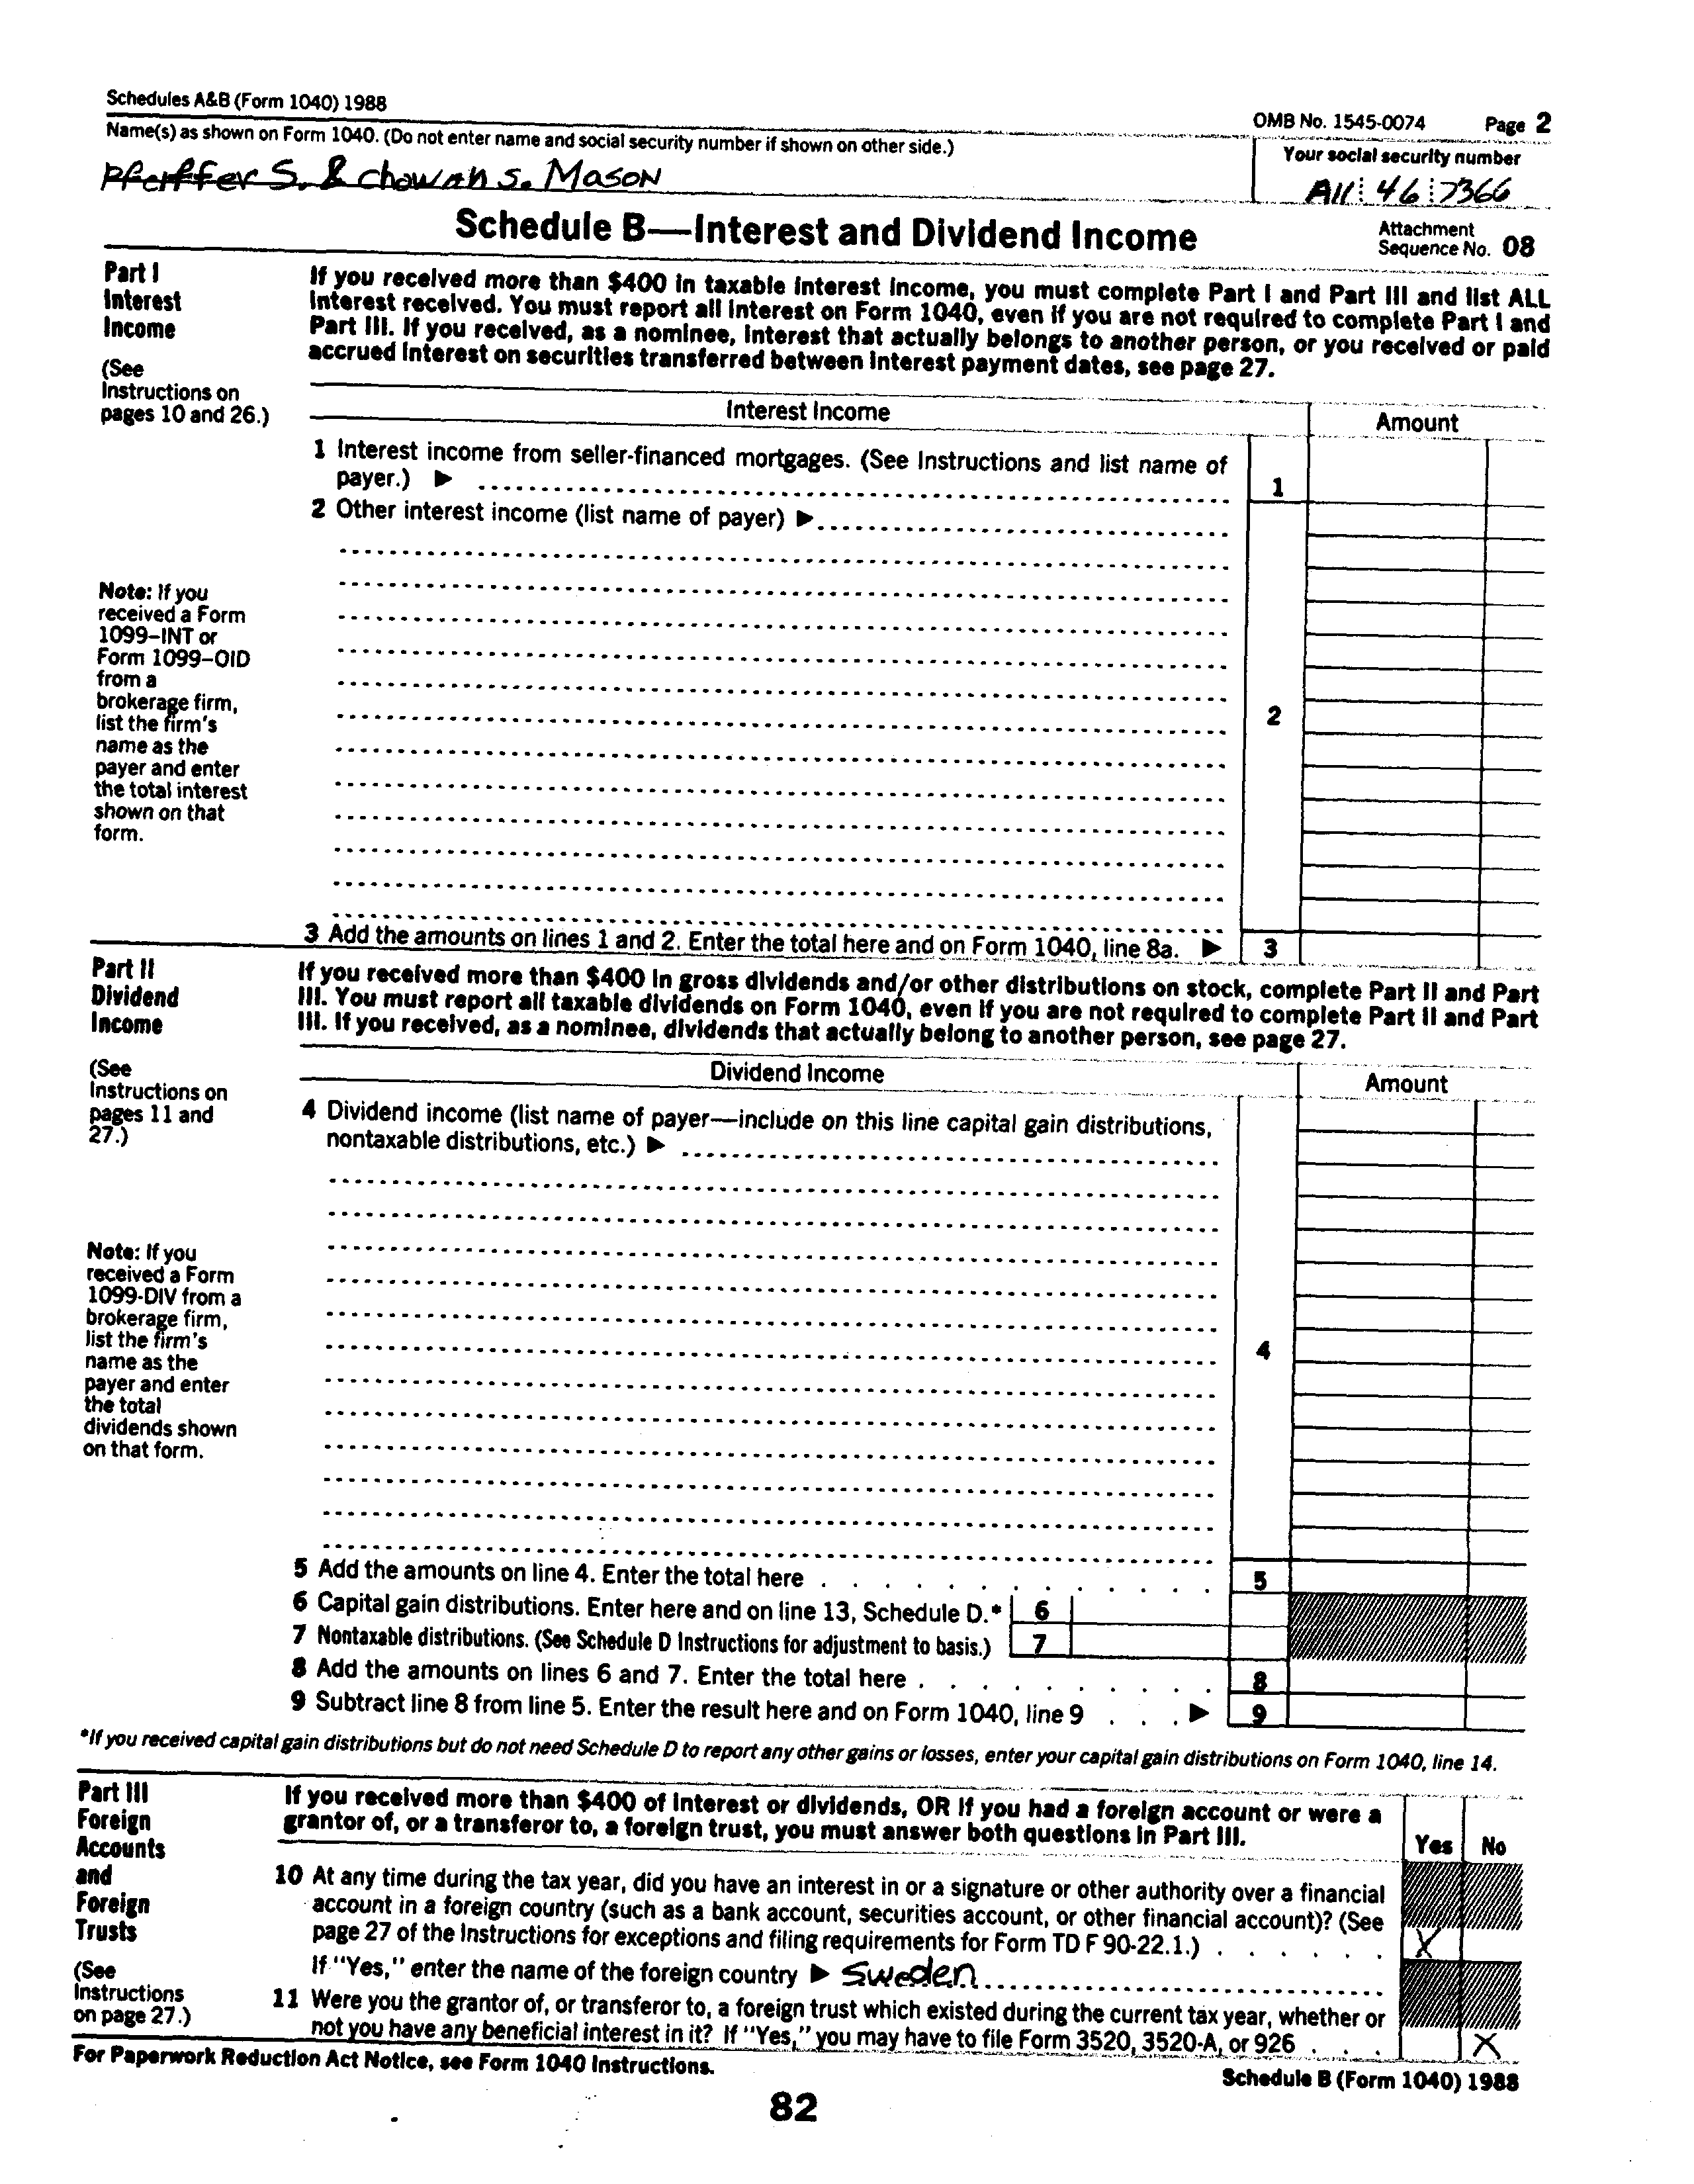 Schedules A&B (Form 1040) 1988
OMB No. 1545-0074 Page 2
Name(s) as shown on Form 1040. (Do not enter name and social security number if shown on other side.)
Your social security number
Pfeiffer S. & Chowan S. Mason
All 46 7366
Schedule B—Interest and Dividend Income
Attachment
Sequence No. 08
Part I
Interest
Income
(See
Instructions on
pages 10 and 26.)
If you received more than $400 in taxable interest income, you must complete Part I and Part III and list ALL
interest received. You must report all interest on Form 1040, even if you are not required to complete Part I and
Part III. If you received, as a nominee, interest that actually belongs to another person, or you received or paid
accrued interest on securities transferred between interest payment dates, see page 27.
Interest Income Amount
1 Interest income from seller-financed mortgages. (See Instructions and list name of
payer.) ▶ 1
2 Other interest income (list name of payer) ▶
Note: If you
received a Form
1099–INT or
Form 1099–OID
from a
brokerage firm,
list the firm's
name as the
payer and enter
the total interest
shown on that
form.
2
3 Add the amounts on lines 1 and 2. Enter the total here and on Form 1040, line 8a. ▶ 3
Part II
Dividend
Income
(See
Instructions on
pages 11 and
27.)
If you received more than $400 in gross dividends and/or other distributions on stock, complete Part II and Part
III. You must report all taxable dividends on Form 1040, even if you are not required to complete Part II and Part
III. If you received, as a nominee, dividends that actually belong to another person, see page 27.
Dividend Income Amount
4 Dividend income (list name of payer—include on this line capital gain distributions,
nontaxable distributions, etc.) ▶
Note: If you
received a Form
1099-DIV from a
brokerage firm,
list the firm's
name as the
payer and enter
the total
dividends shown
on that form.
4
5 Add the amounts on line 4. Enter the total here . . . . . . . . . . . . . 5
6 Capital gain distributions. Enter here and on line 13, Schedule D.* 6
7 Nontaxable distributions. (See Schedule D Instructions for adjustment to basis.) 7
8 Add the amounts on lines 6 and 7. Enter the total here . . . . . . . . . . 8
9 Subtract line 8 from line 5. Enter the result here and on Form 1040, line 9 . . . ▶ 9
*If you received capital gain distributions but do not need Schedule D to report any other gains or losses, enter your capital gain distributions on Form 1040, line 14.
Part III
Foreign
Accounts
and
Foreign
Trusts
(See
Instructions
on page 27.)
If you received more than $400 of interest or dividends, OR if you had a foreign account or were a
grantor of, or a transferor to, a foreign trust, you must answer both questions in Part III.
Yes No
10 At any time during the tax year, did you have an interest in or a signature or other authority over a financial
account in a foreign country (such as a bank account, securities account, or other financial account)? (See
page 27 of the Instructions for exceptions and filing requirements for Form TD F 90-22.1.) . . . . . . X
If "Yes," enter the name of the foreign country ▶ Sweden
11 Were you the grantor of, or transferor to, a foreign trust which existed during the current tax year, whether or
not you have any beneficial interest in it? If "Yes," you may have to file Form 3520, 3520-A, or 926 . . . X
For Paperwork Reduction Act Notice, see Form 1040 Instructions.
Schedule B (Form 1040) 1988
82